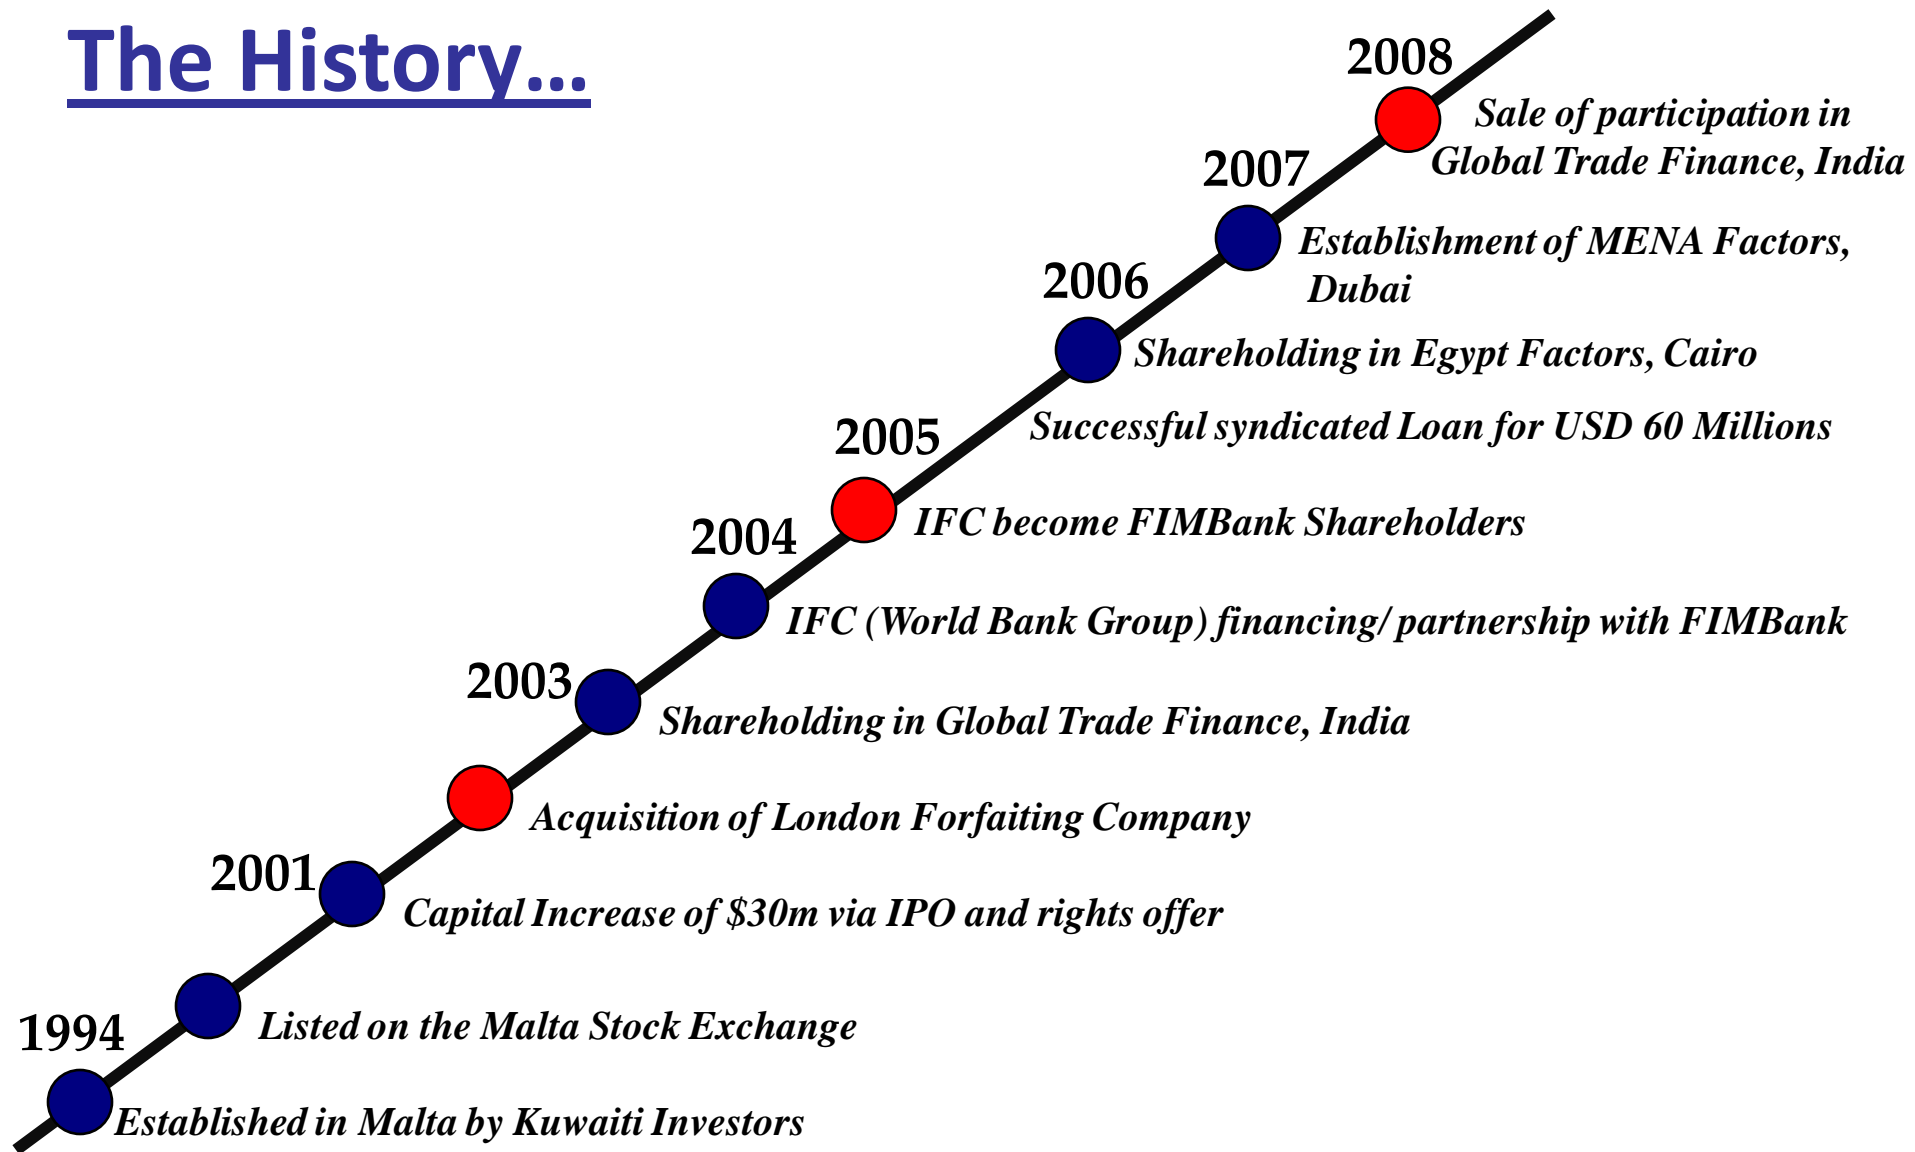 The History...
2008
Sale of participation in
Global Trade Finance, India
2007
Establishment of MENA Factors,
Dubai
2006
Shareholding in Egypt Factors, Cairo
Successful syndicated Loan for USD 60 Millions
2005
IFC become FIMBank Shareholders
2004
IFC (World Bank Group) financing/ partnership with FIMBank
2003
Shareholding in Global Trade Finance, India
Acquisition of London Forfaiting Company
2001
Capital Increase of $30m via IPO and rights offer
Listed on the Malta Stock Exchange
1994
Established in Malta by Kuwaiti Investors